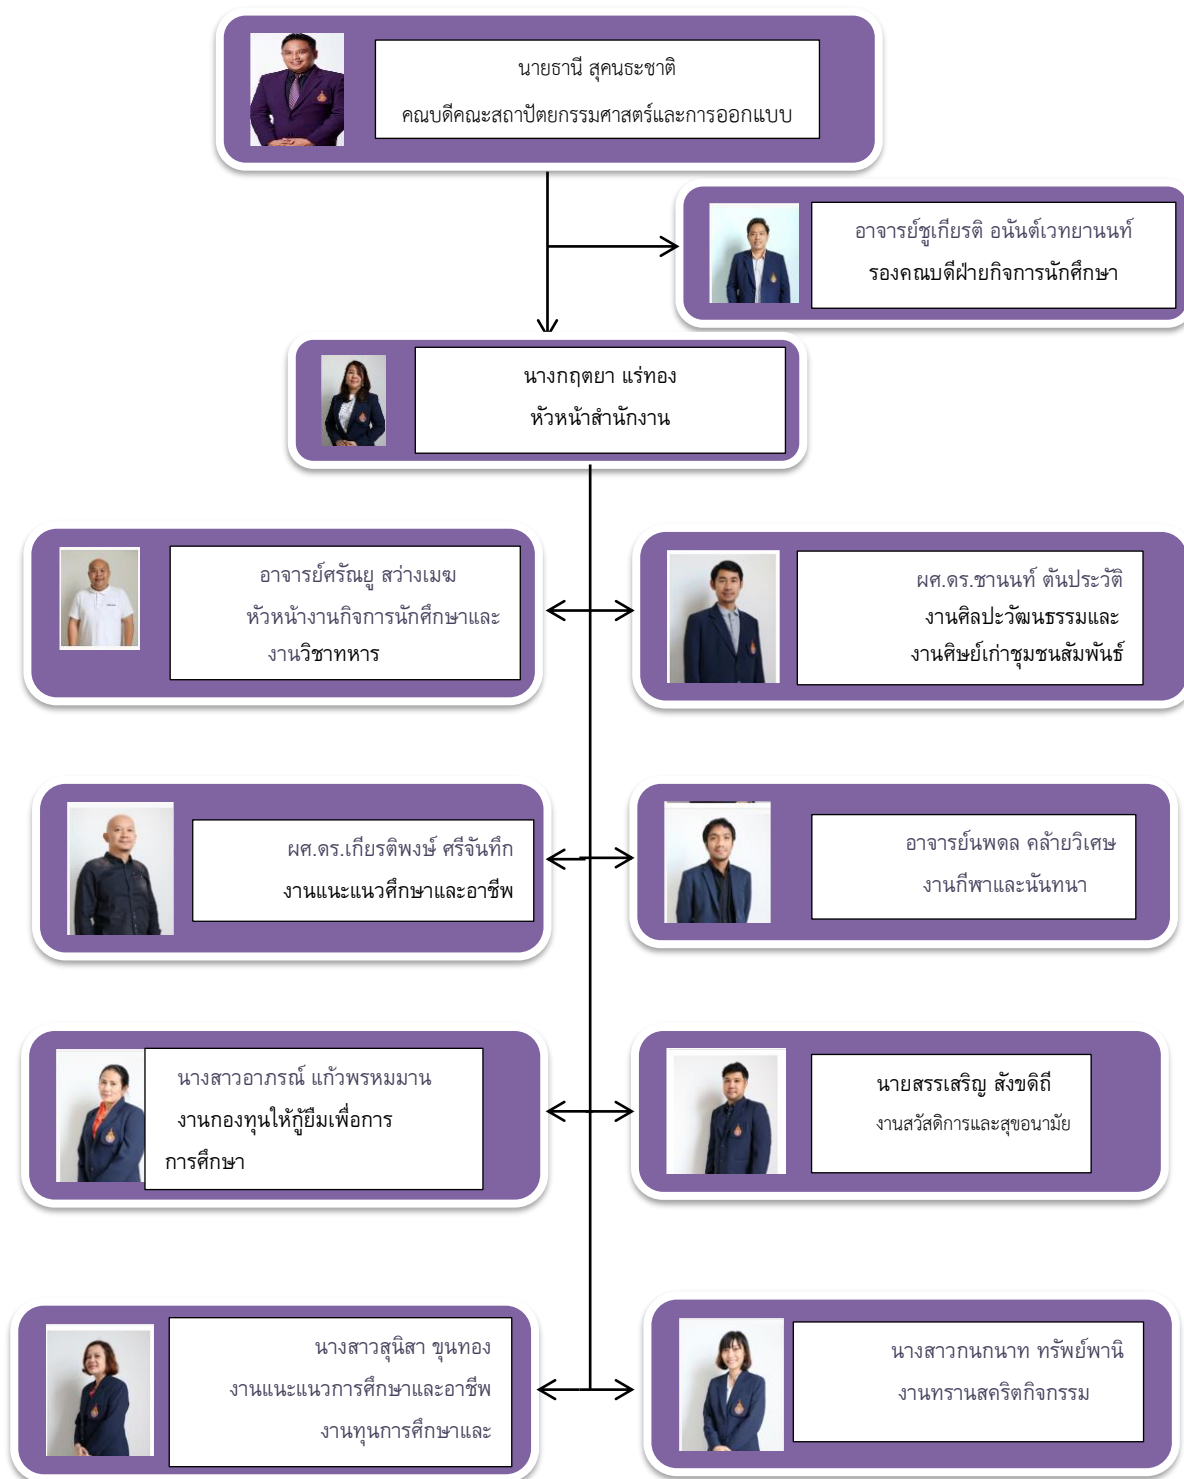 นายธานี สุคนธะชาติ
คณบดีคณะสถาปัตยกรรมศาสตร์และการออกแบบ
อาจารย์ชูเกียรติ อนันต์เวทยานนท์
รองคณบดีฝ่ายกิจการนักศึกษา
นางกฤตยา แร่ทอง
หัวหน้าสำนักงาน
อาจารย์ศรัณยู สว่างเมฆ
หัวหน้างานกิจการนักศึกษาและ
งานวิชาทหาร
ผศ.ดร.ชานนท์ ตันประวัติ
งานศิลปะวัฒนธรรมและ
งานศิษย์เก่าชุมชนสัมพันธ์
ผศ.ดร.เกียรติพงษ์ ศรีจันทึก
งานแนะแนวศึกษาและอาชีพ
อาจารย์นพดล คล้ายวิเศษ
งานกีฬาและนันทนา
นางสาวอาภรณ์ แก้วพรหมมาน
งานกองทุนให้กู้ยืมเพื่อการ
การศึกษา
นายสรรเสริญ สังขดิถี
งานสวัสดิการและสุขอนามัย
นางสาวสุนิสา ขุนทอง
งานแนะแนวการศึกษาและอาชีพ
งานทุนการศึกษาและ
นางสาวกนกนาท ทรัพย์พานิ
งานทรานสคริตกิจกรรม